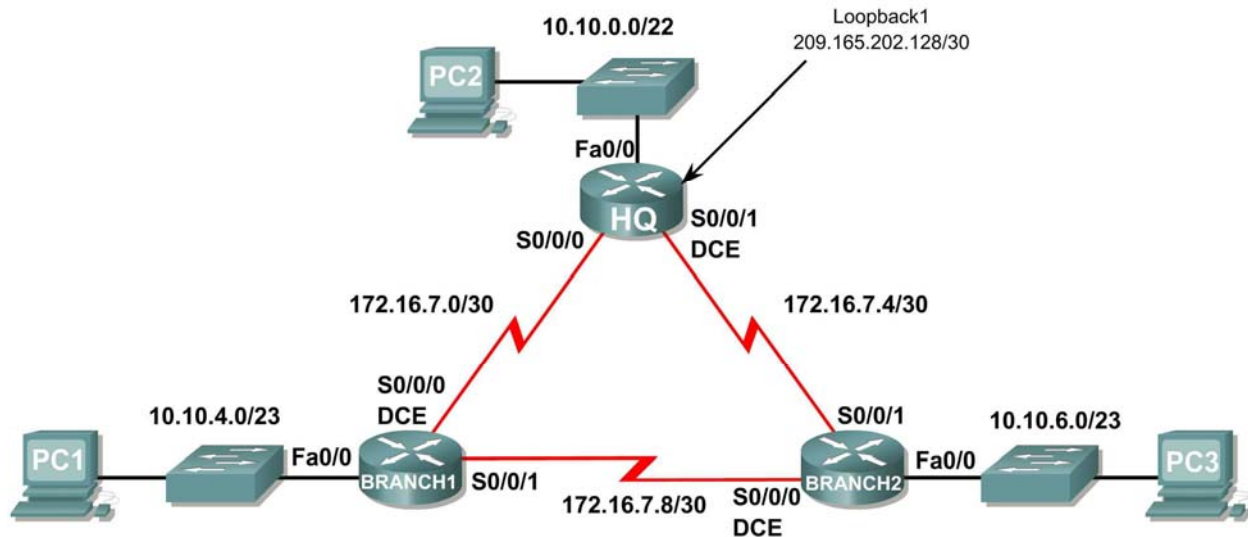 Loopback1
209.165.202.128/30
10.10.0.0/22
PC2
Fa0/0
HQ
S0/0/1
DCE
S0/0/0
172.16.7.0/30
172.16.7.4/30
S0/0/0
DCE
10.10.4.0/23
S0/0/1
10.10.6.0/23
PC1
Fa0/0
BRANCH1
S0/0/1
172.16.7.8/30
S0/0/0
DCE
BRANCH2
Fa0/0
PC3